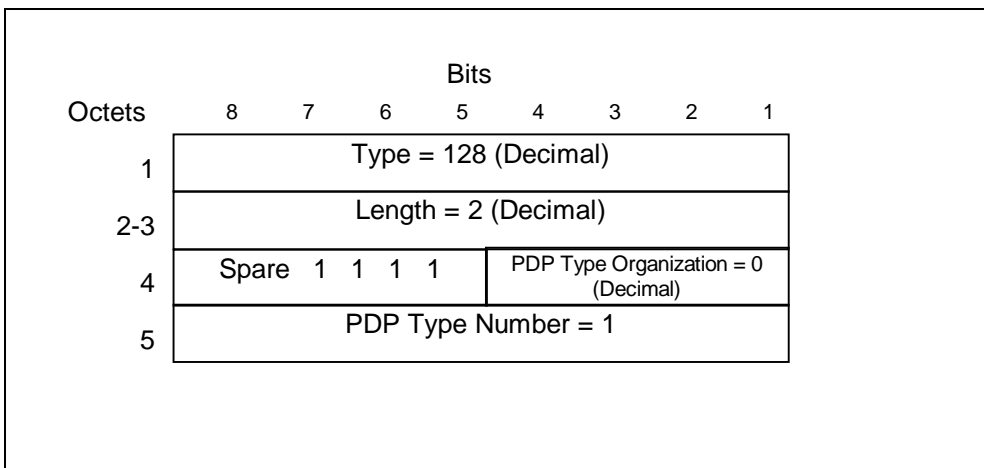 Bits
Octets 8 7 6 5 4 3 2 1
1 Type = 128 (Decimal)
2-3 Length = 2 (Decimal)
4 Spare 1 1 1 1 PDP Type Organization = 0
(Decimal)
5 PDP Type Number = 1